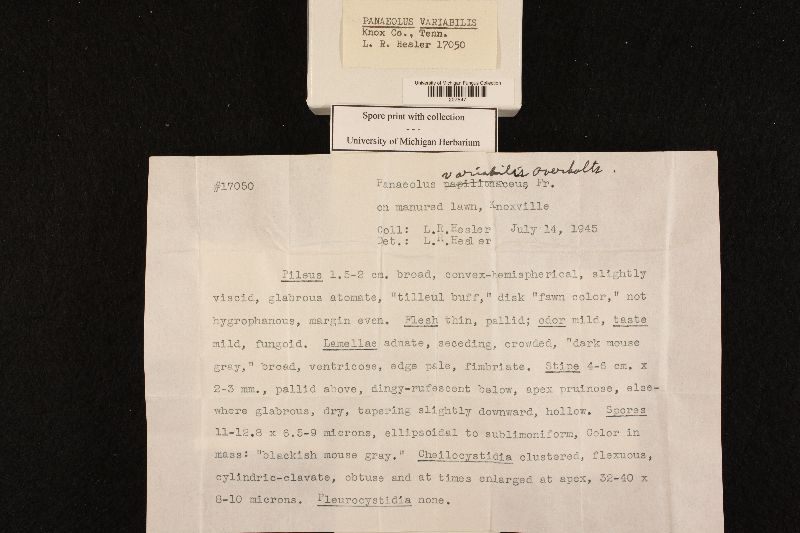 PANAEOLUS VARIABILIS
Knox Co., Tenn.
L. R. Hesler 17050
University of Michigan Fungus Collection
Spore print with collection
---
University of Michigan Herbarium
variabilis overholts.
#17050
Panaeolus papilionaceus Fr.
on manured lawn, Knoxville
Coll: L.R.Hesler July 14, 1945
Det.: L.R.Hesler
Pileus 1.5-2 cm. broad, convex-hemispherical, slightly
viscid, glabrous atomate, "tilleul buff," disk "fawn color," not
hygrophanous, margin even. Flesh thin, pallid; odor mild, taste
mild, fungoid. Lamellae adnate, seceding, crowded, "dark mouse
gray," broad, ventricose, edge pale, fimbriate. Stipe 4-6 cm. x
2-3 mm., pallid above, dingy-rufescent below, apex pruinose, else-
where glabrous, dry, tapering slightly downward, hollow. Spores
11-12.8 x 6.5-9 microns, ellipsoidal to sublimoniform, Color in
mass: "blackish mouse gray." Cheilocystidia clustered, flexuous,
cylindric-clavate, obtuse and at times enlarged at apex, 32-40 x
8-10 microns. Pleurocystidia none.